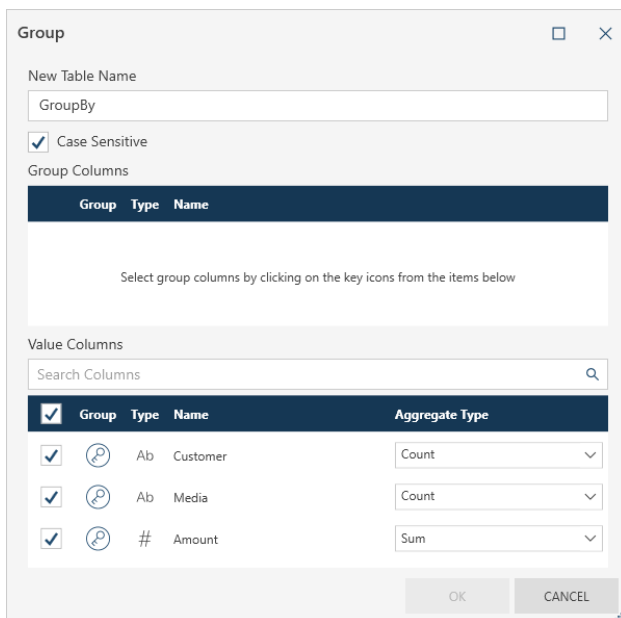 Group
New Table Name
GroupBy
Case Sensitive
Group Columns
Group Type Name
Select group columns by clicking on the key icons from the items below
Value Columns
Search Columns
Group Type Name Aggregate Type
Ab Customer Count
Ab Media Count
# Amount Sum
OK CANCEL